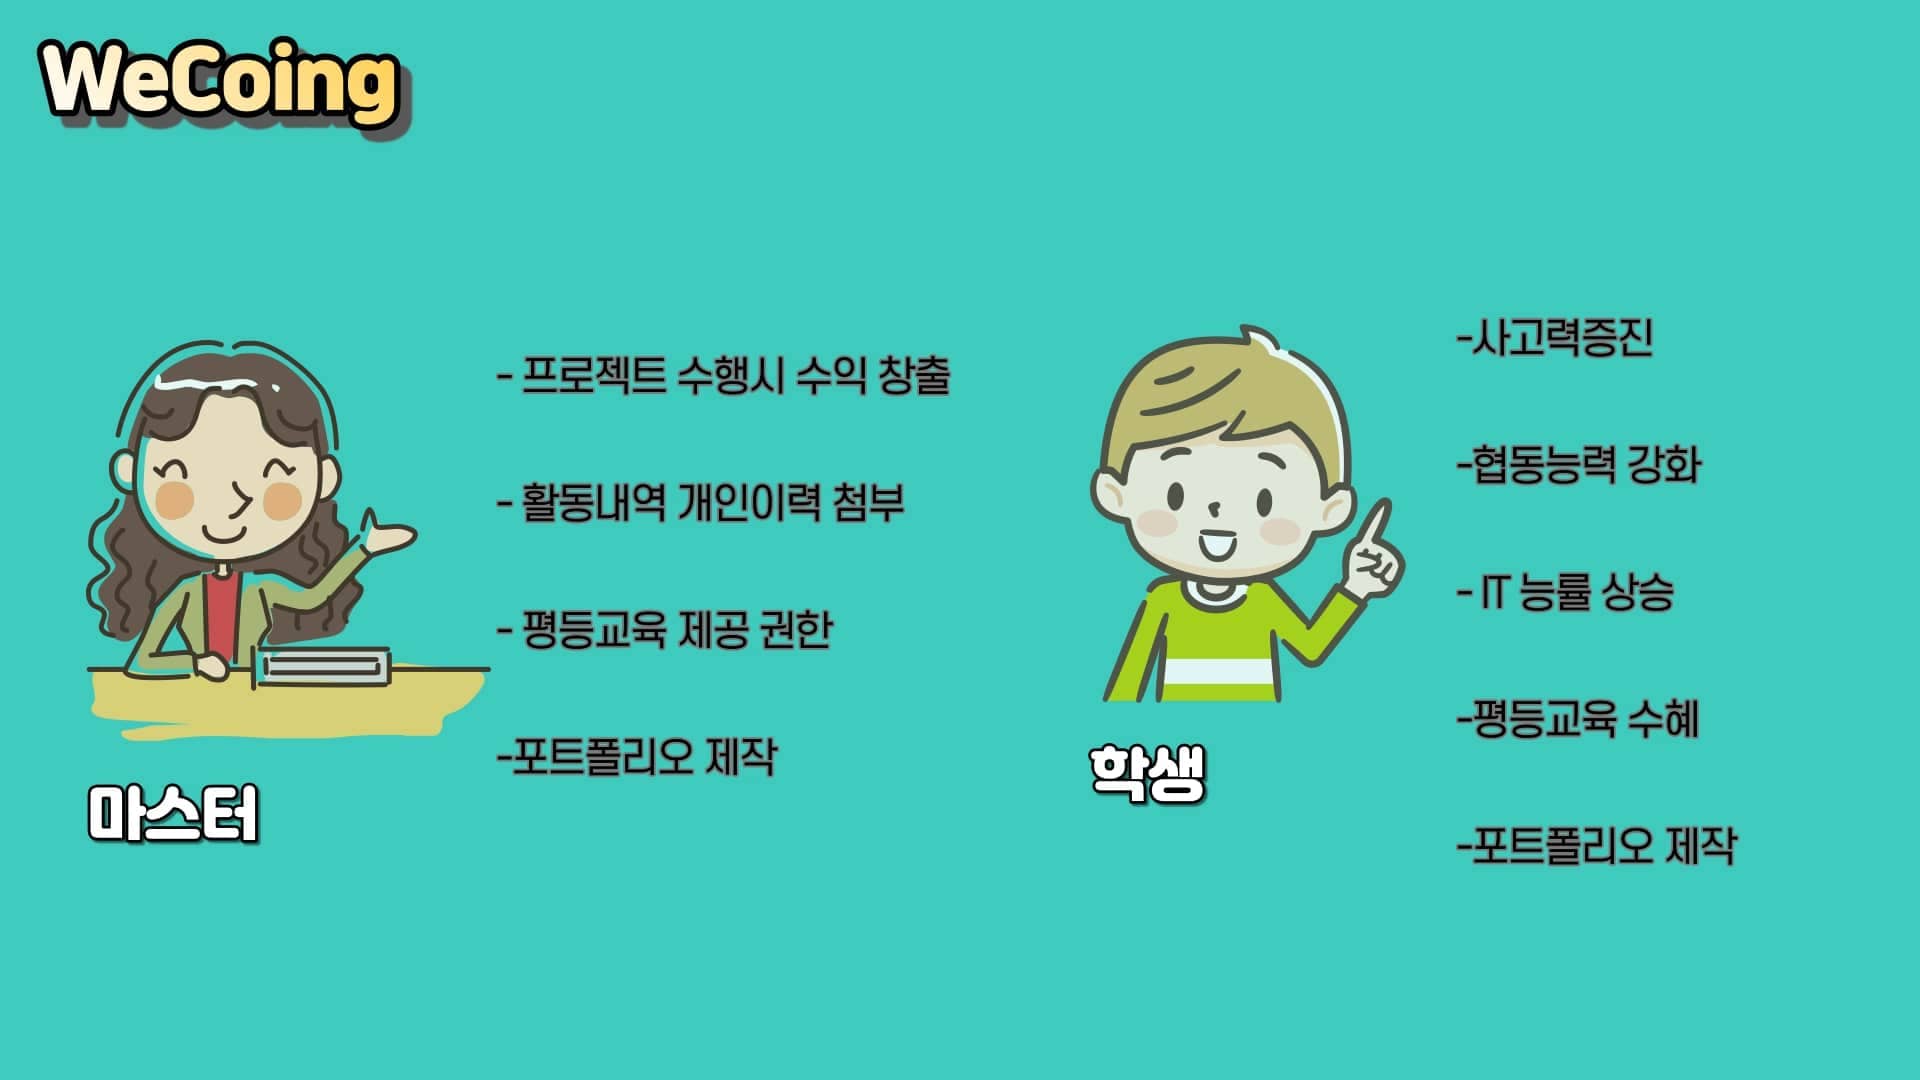 WeCoing
- 프로젝트 수행시 수익 창출
- 활동내역 개인이력 첨부
- 평등교육 제공 권한
-포트폴리오 제작
마스터
-사고력증진
-협동능력 강화
- IT 능률 상승
-평등교육 수혜
-포트폴리오 제작
학생